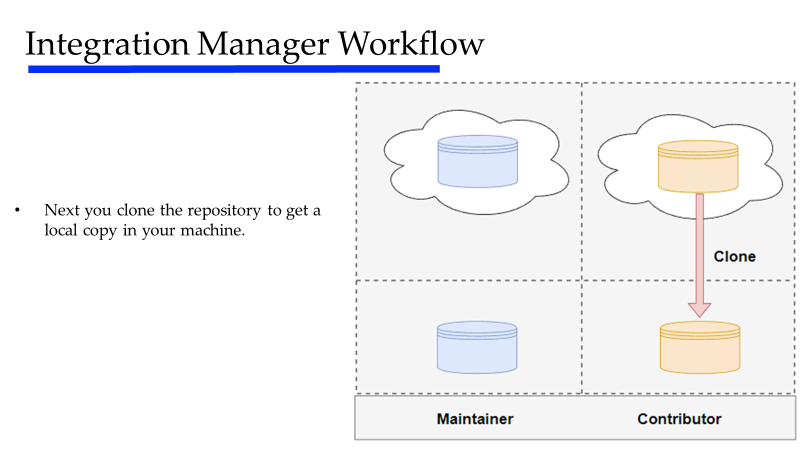 Integration Manager Workflow
• Next you clone the repository to get a
local copy in your machine.
Clone
Maintainer
Contributor